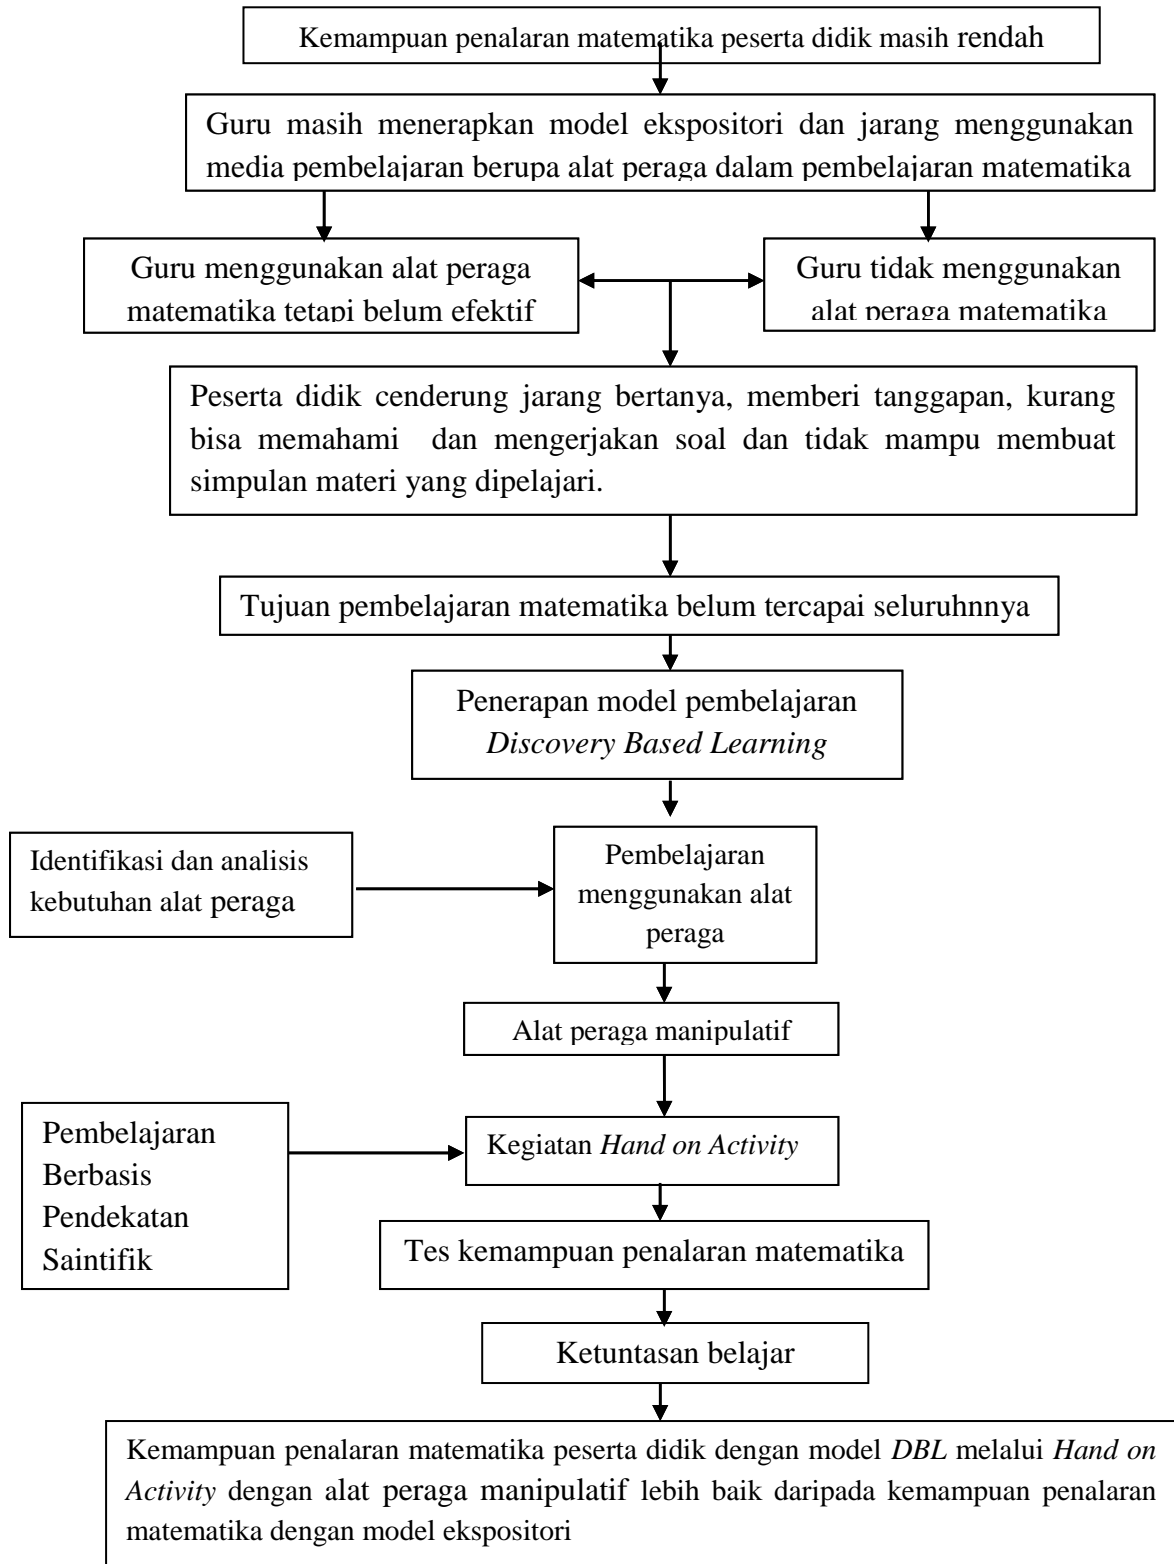 Kemampuan penalaran matematika peserta didik masih rendah
Guru masih menerapkan model ekspositori dan jarang menggunakan
media pembelajaran berupa alat peraga dalam pembelajaran matematika
Guru menggunakan alat peraga
matematika tetapi belum efektif
Guru tidak menggunakan
alat peraga matematika
Peserta didik cenderung jarang bertanya, memberi tanggapan, kurang
bisa memahami dan mengerjakan soal dan tidak mampu membuat
simpulan materi yang dipelajari.
Tujuan pembelajaran matematika belum tercapai seluruhnnya
Penerapan model pembelajaran
Discovery Based Learning
Identifikasi dan analisis
kebutuhan alat peraga
Pembelajaran
menggunakan alat
peraga
Alat peraga manipulatif
Pembelajaran
Berbasis
Pendekatan
Saintifik
Kegiatan Hand on Activity
Tes kemampuan penalaran matematika
Ketuntasan belajar
Kemampuan penalaran matematika peserta didik dengan model DBL melalui Hand on
Activity dengan alat peraga manipulatif lebih baik daripada kemampuan penalaran
matematika dengan model ekspositori